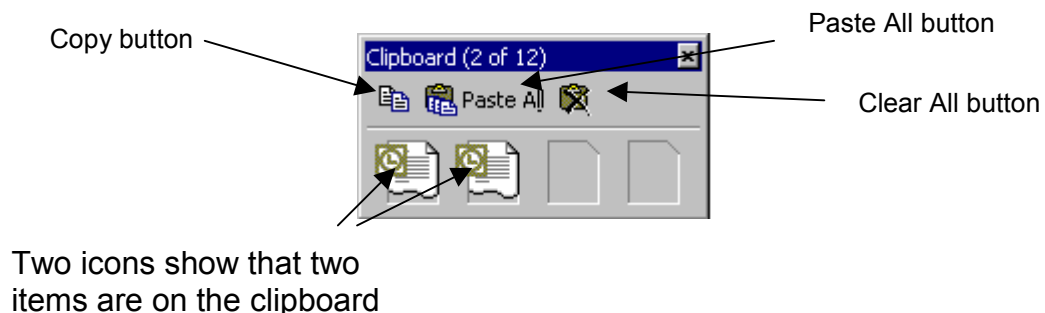 Paste All button
Copy button
Clipboard (2 of 12)
Paste All
Clear All button
Two icons show that two
items are on the clipboard